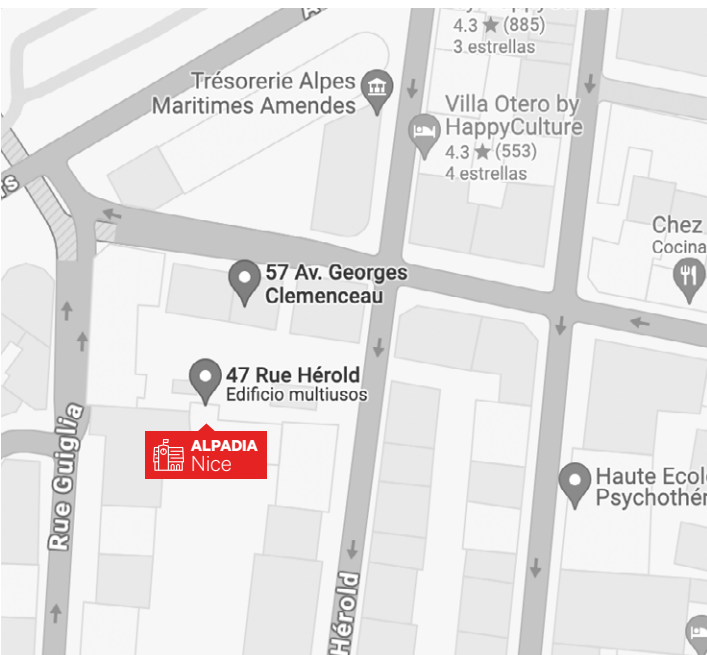 4.3 ★ (885)
3 estrellas
Trésorerie Alpes
Maritimes Amendes
Villa Otero by
HappyCulture
4.3 ★ (553)
4 estrellas
Chez
Cocina
57 Av. Georges
Clemenceau
47 Rue Hérold
Edificio multiusos
ALPADIA
Nice
Rue Guiglia
Haute Ecol
Psychothér
Hérold